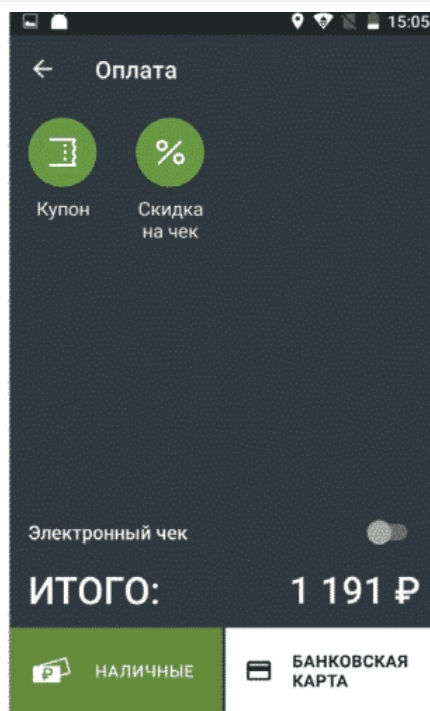 15:05
Оплата
Купон
Скидка
на чек
Электронный чек
ИТОГО:
1 191 ₽
НАЛИЧНЫЕ
БАНКОВСКАЯ
КАРТА